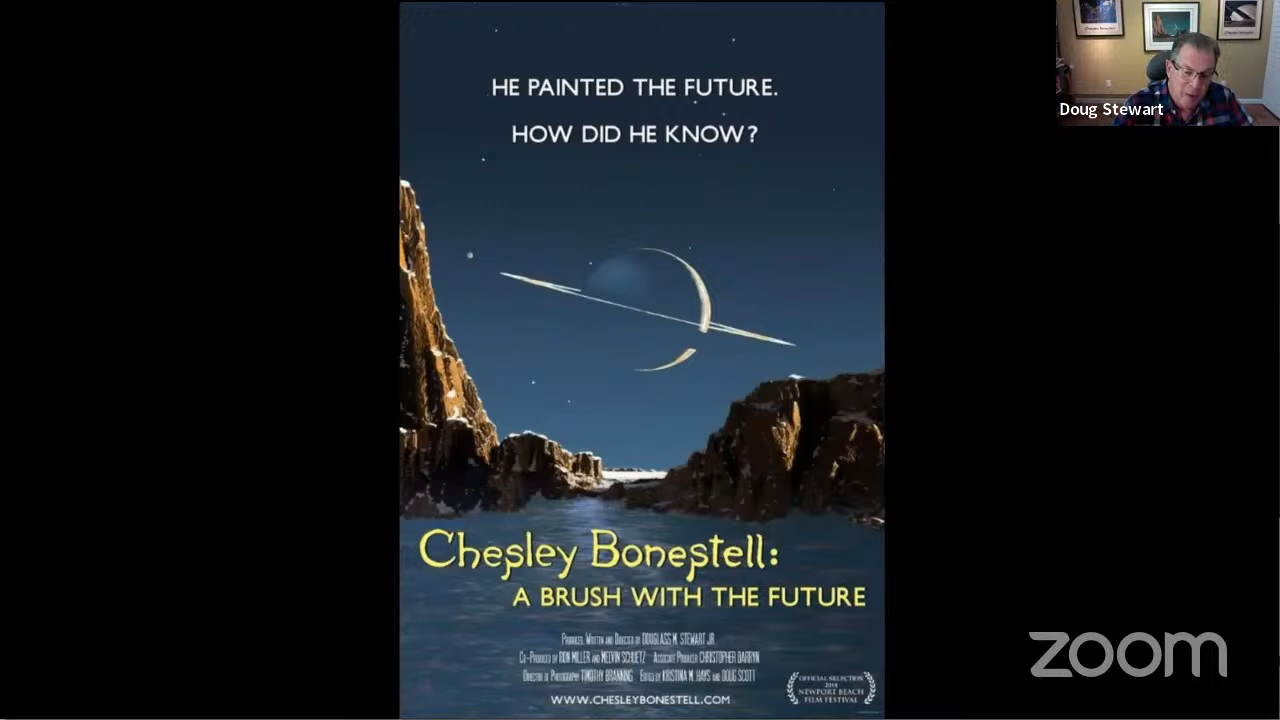 HE PAINTED THE FUTURE.
HOW DID HE KNOW?
Doug Stewart
Chesley Bonestell:
A BRUSH WITH THE FUTURE
PRODUCED, WRITTEN AND DIRECTED BY DOUGLASS M. STEWART JR.
CO-PRODUCED BY RON MILLER AND MELVIN SCHUETZ ASSOCIATE PRODUCER CHRISTOPHER DARRYN
DIRECTOR OF PHOTOGRAPHY TIMOTHY BRANNING EDITED BY KRISTINA M. HAYS AND DOUG SCOTT
WWW.CHESLEYBONESTELL.COM
OFFICIAL SELECTION
2018
NEWPORT BEACH
FILM FESTIVAL
zoom